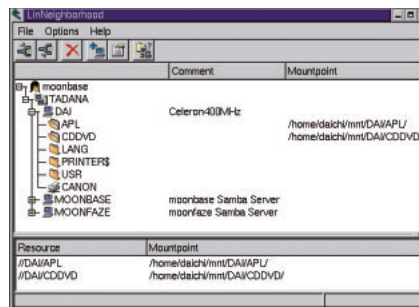 LinNeighborhood
File Options Help
Comment Mountpoint
moonbase
TADANA
DAI Celeron400MHz
APL /home/daichi/mnt/DAI/APL/
CDDVD /home/daichi/mnt/DAI/CDDVD
LANG
PRINTER$
USR
CANON
MOONBASE moonbase Samba Server
MOONFAZE moonfaze Samba Server
Resource Mountpoint
//DAI/APL /home/daichi/mnt/DAI/APL/
//DAI/CDDVD /home/daichi/mnt/DAI/CDDVD/